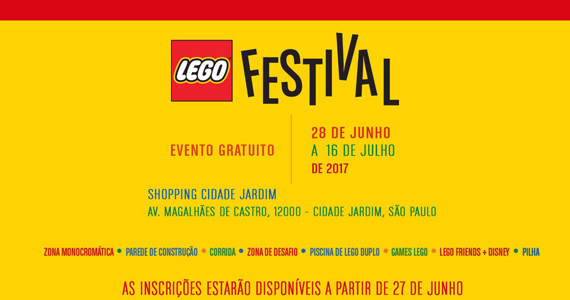 LEGO FESTIVAL
EVENTO GRATUITO
28 DE JUNHO
A 16 DE JULHO
DE 2017
SHOPPING CIDADE JARDIM
AV. MAGALHÃES DE CASTRO, 12000 - CIDADE JARDIM, SÃO PAULO
ZONA MONOCROMÁTICA • PAREDE DE CONSTRUÇÃO • CORRIDA • ZONA DE DESAFIO • PISCINA DE LEGO DUPLO • GAMES LEGO • LEGO FRIENDS + DISNEY • PILHA
AS INSCRIÇÕES ESTARÃO DISPONÍVEIS A PARTIR DE 27 DE JUNHO